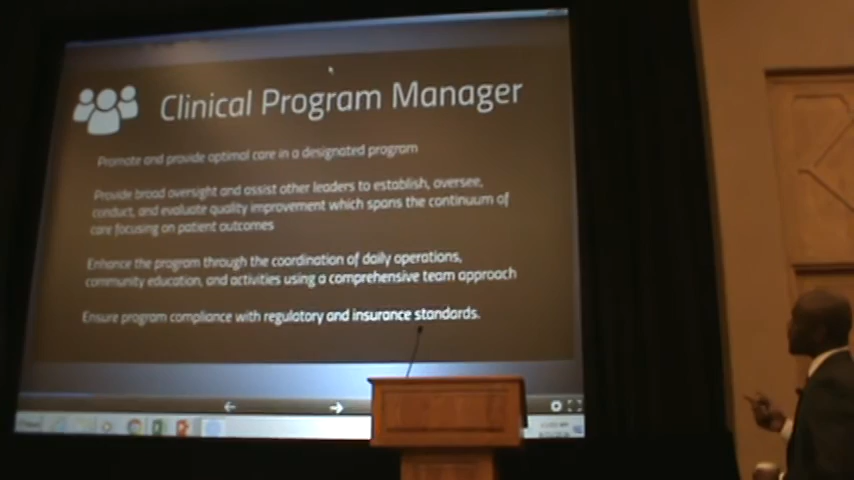 Clinical Program Manager
Promote and provide optimal care in a designated program
Provide broad oversight and assist other leaders to establish, oversee,
conduct, and evaluate quality improvement which spans the continuum of
care focusing on patient outcomes
Enhance the program through the coordination of daily operations,
community education, and activities using a comprehensive team approach
Ensure program compliance with regulatory and insurance standards.